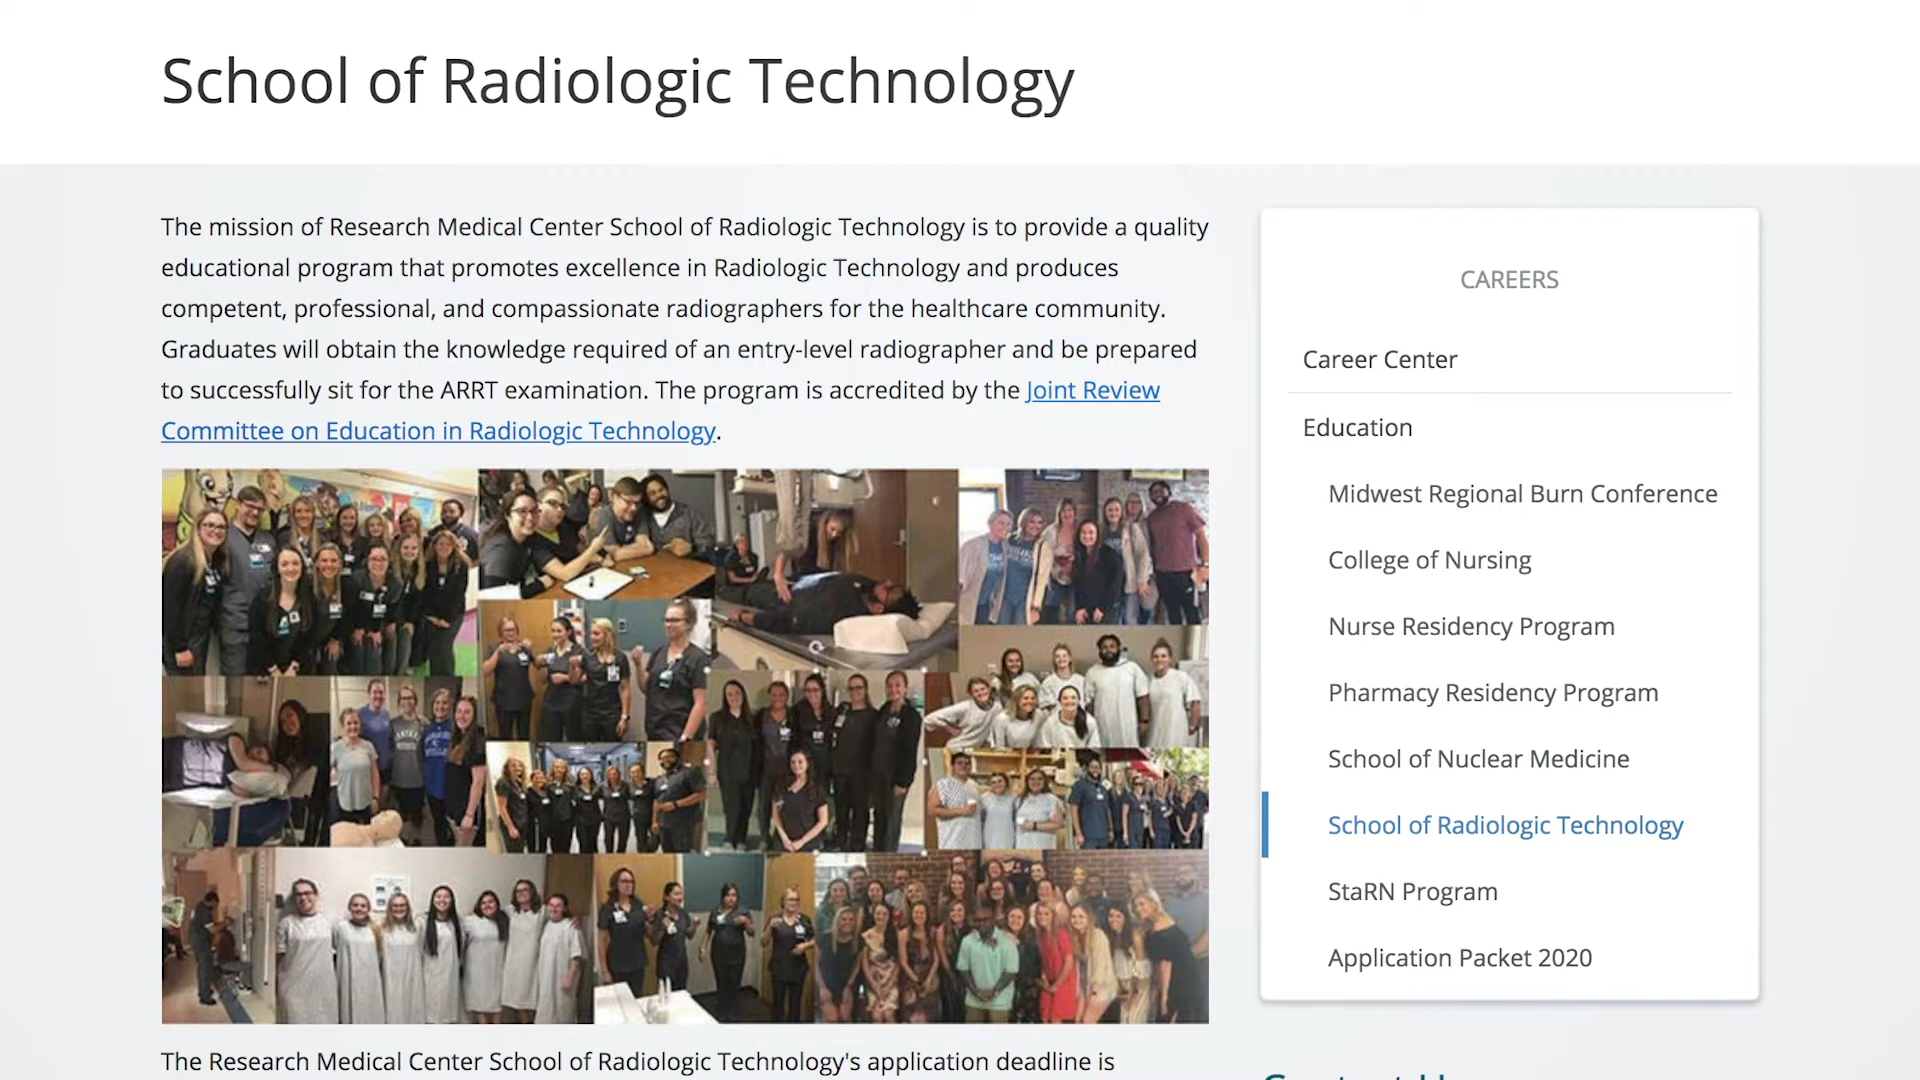 School of Radiologic Technology
The mission of Research Medical Center School of Radiologic Technology is to provide a quality
educational program that promotes excellence in Radiologic Technology and produces
competent, professional, and compassionate radiographers for the healthcare community.
Graduates will obtain the knowledge required of an entry-level radiographer and be prepared
to successfully sit for the ARRT examination. The program is accredited by the Joint Review
Committee on Education in Radiologic Technology.
The Research Medical Center School of Radiologic Technology's application deadline is
CAREERS
Career Center
Education
Midwest Regional Burn Conference
College of Nursing
Nurse Residency Program
Pharmacy Residency Program
School of Nuclear Medicine
School of Radiologic Technology
StaRN Program
Application Packet 2020